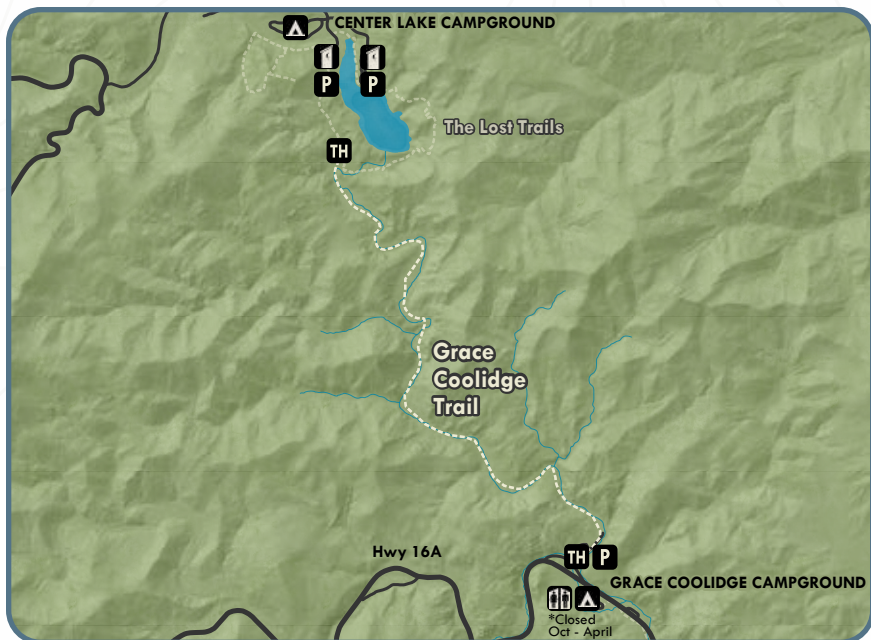 CENTER LAKE CAMPGROUND
P
P
The Lost Trails
TH
Grace
Coolidge
Trail
Hwy 16A
TH
P
GRACE COOLIDGE CAMPGROUND
*Closed
Oct - April